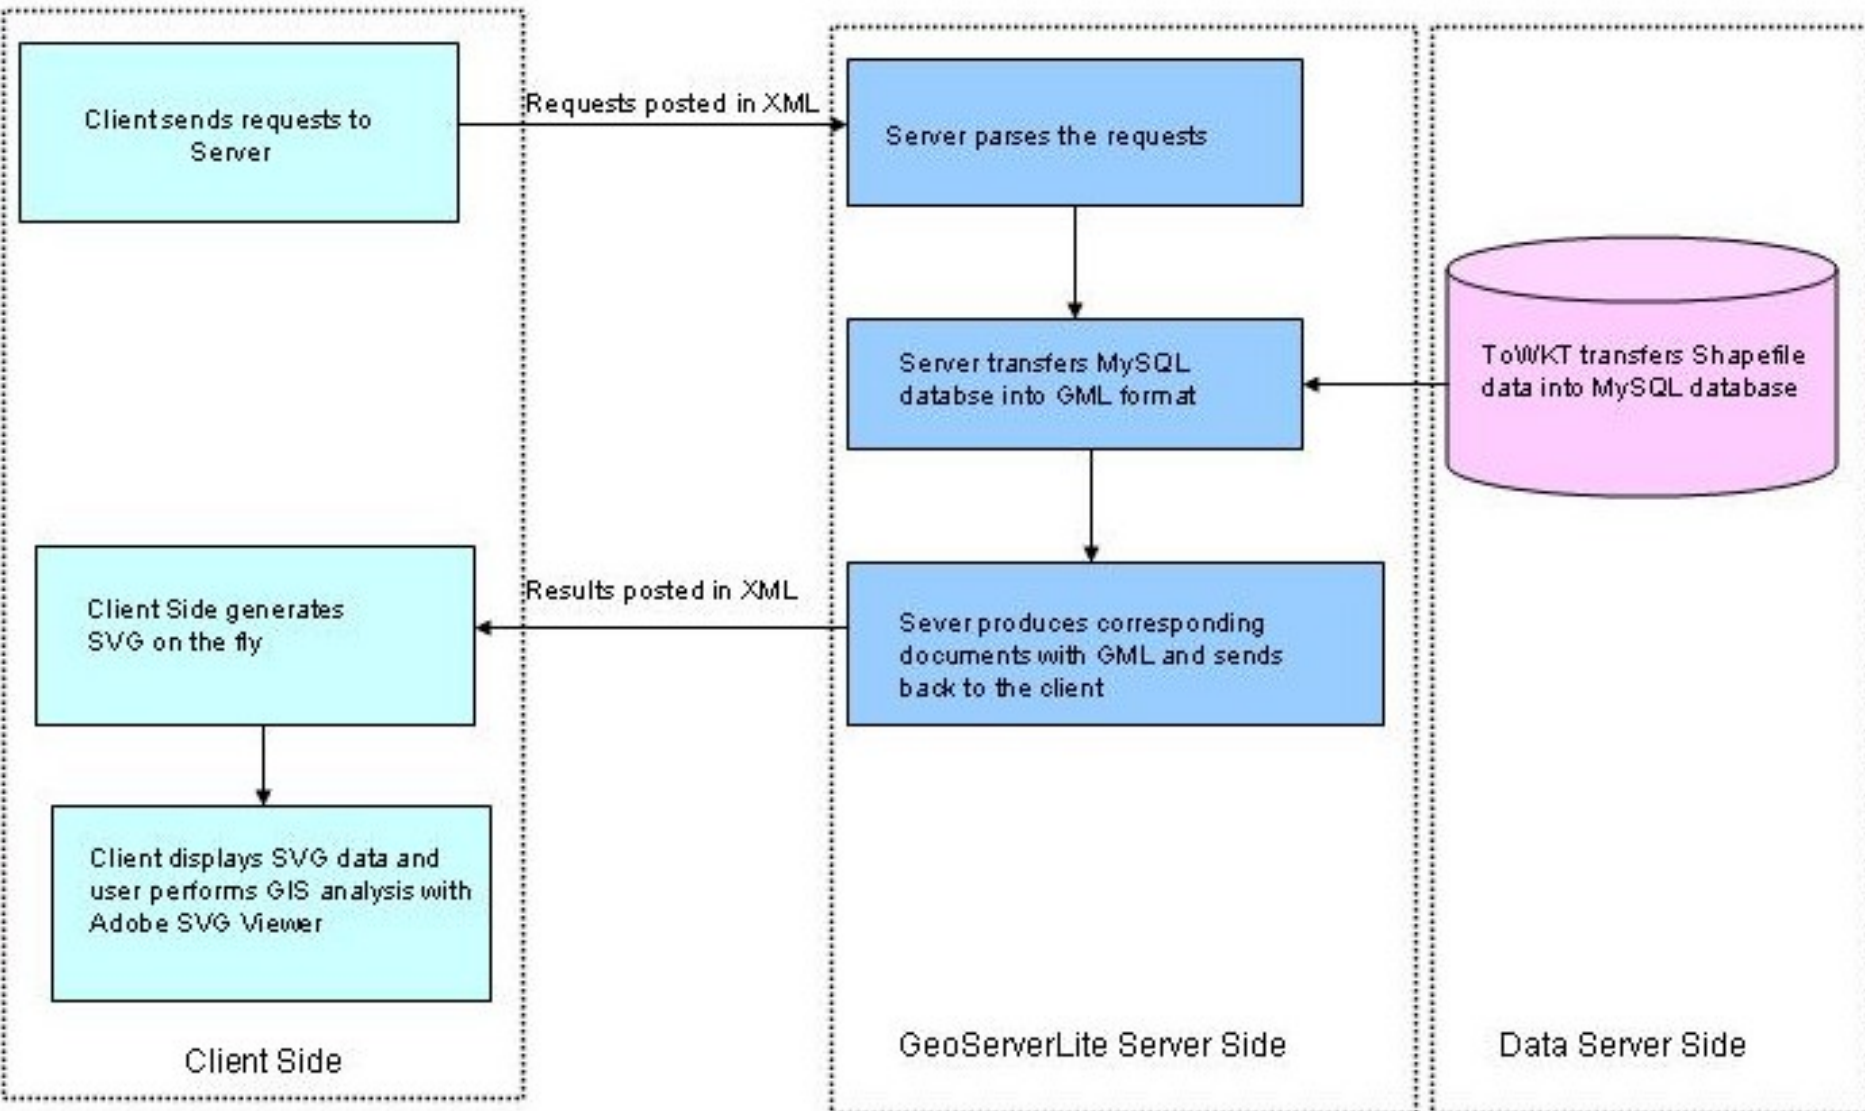 Client sends requests to
Server
Requests posted in XML
Server parses the requests
Server transfers MySQL
databse into GML format
ToWKT transfers Shapefile
data into MySQL database
Client Side generates
SVG on the fly
Results posted in XML
Sever produces corresponding
documents with GML and sends
back to the client
Client displays SVG data and
user performs GIS analysis with
Adobe SVG Viewer
Client Side
GeoServerLite Server Side
Data Server Side